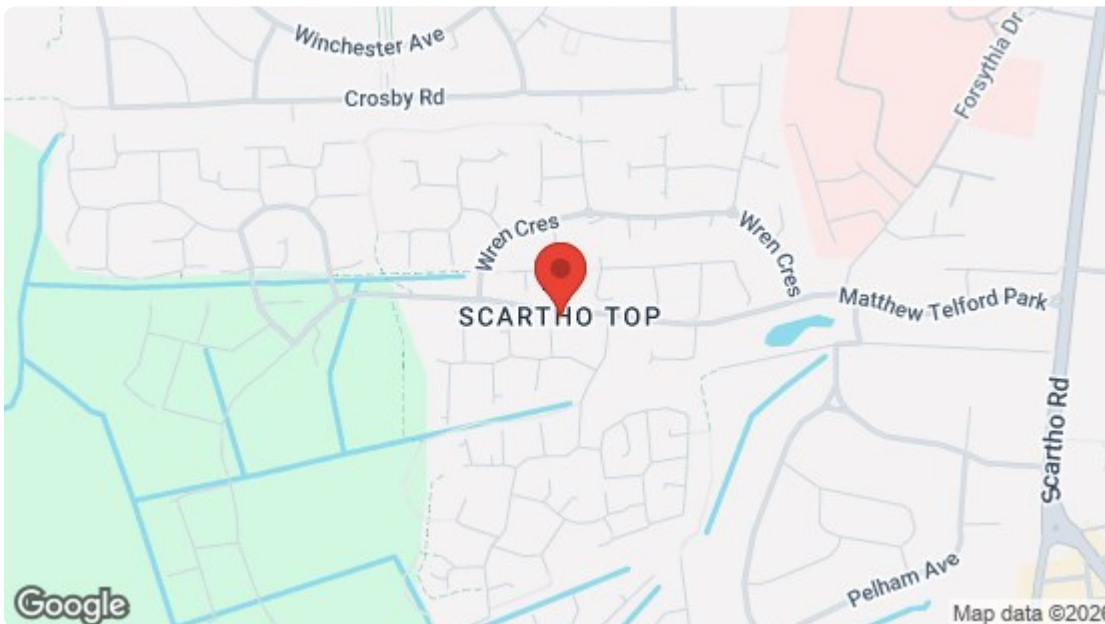 Winchester Ave
Forsythia Dr
Crosby Rd
Wren Cres
Wren Cres
Matthew Telford Park
SCARTHO TOP
Scartho Rd
Pelham Ave
Google
Map data ©2026